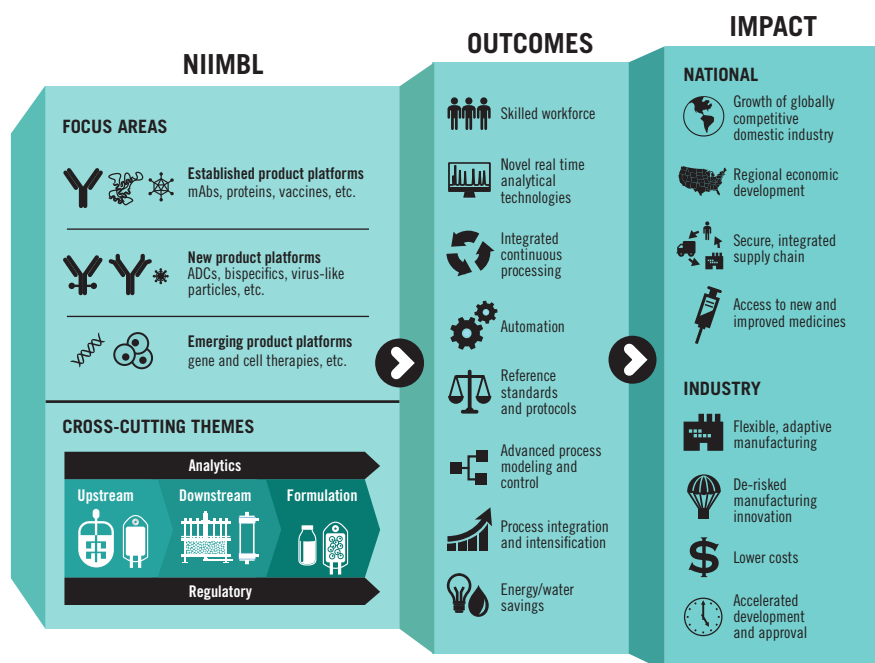 NIIMBL
FOCUS AREAS
Established product platforms
mAbs, proteins, vaccines, etc.
New product platforms
ADCs, bispecifics, virus-like
particles, etc.
Emerging product platforms
gene and cell therapies, etc.
CROSS-CUTTING THEMES
Analytics
Upstream
Downstream
Formulation
Regulatory
OUTCOMES
Skilled workforce
Novel real time
analytical
technologies
Integrated
continuous
processing
Automation
Reference
standards
and protocols
Advanced process
modeling and
control
Process integration
and intensification
Energy/water
savings
IMPACT
NATIONAL
Growth of globally
competitive
domestic industry
Regional economic
development
Secure, integrated
supply chain
Access to new and
improved medicines
INDUSTRY
Flexible, adaptive
manufacturing
De-risked
manufacturing
innovation
$
Lower costs
Accelerated
development
and approval